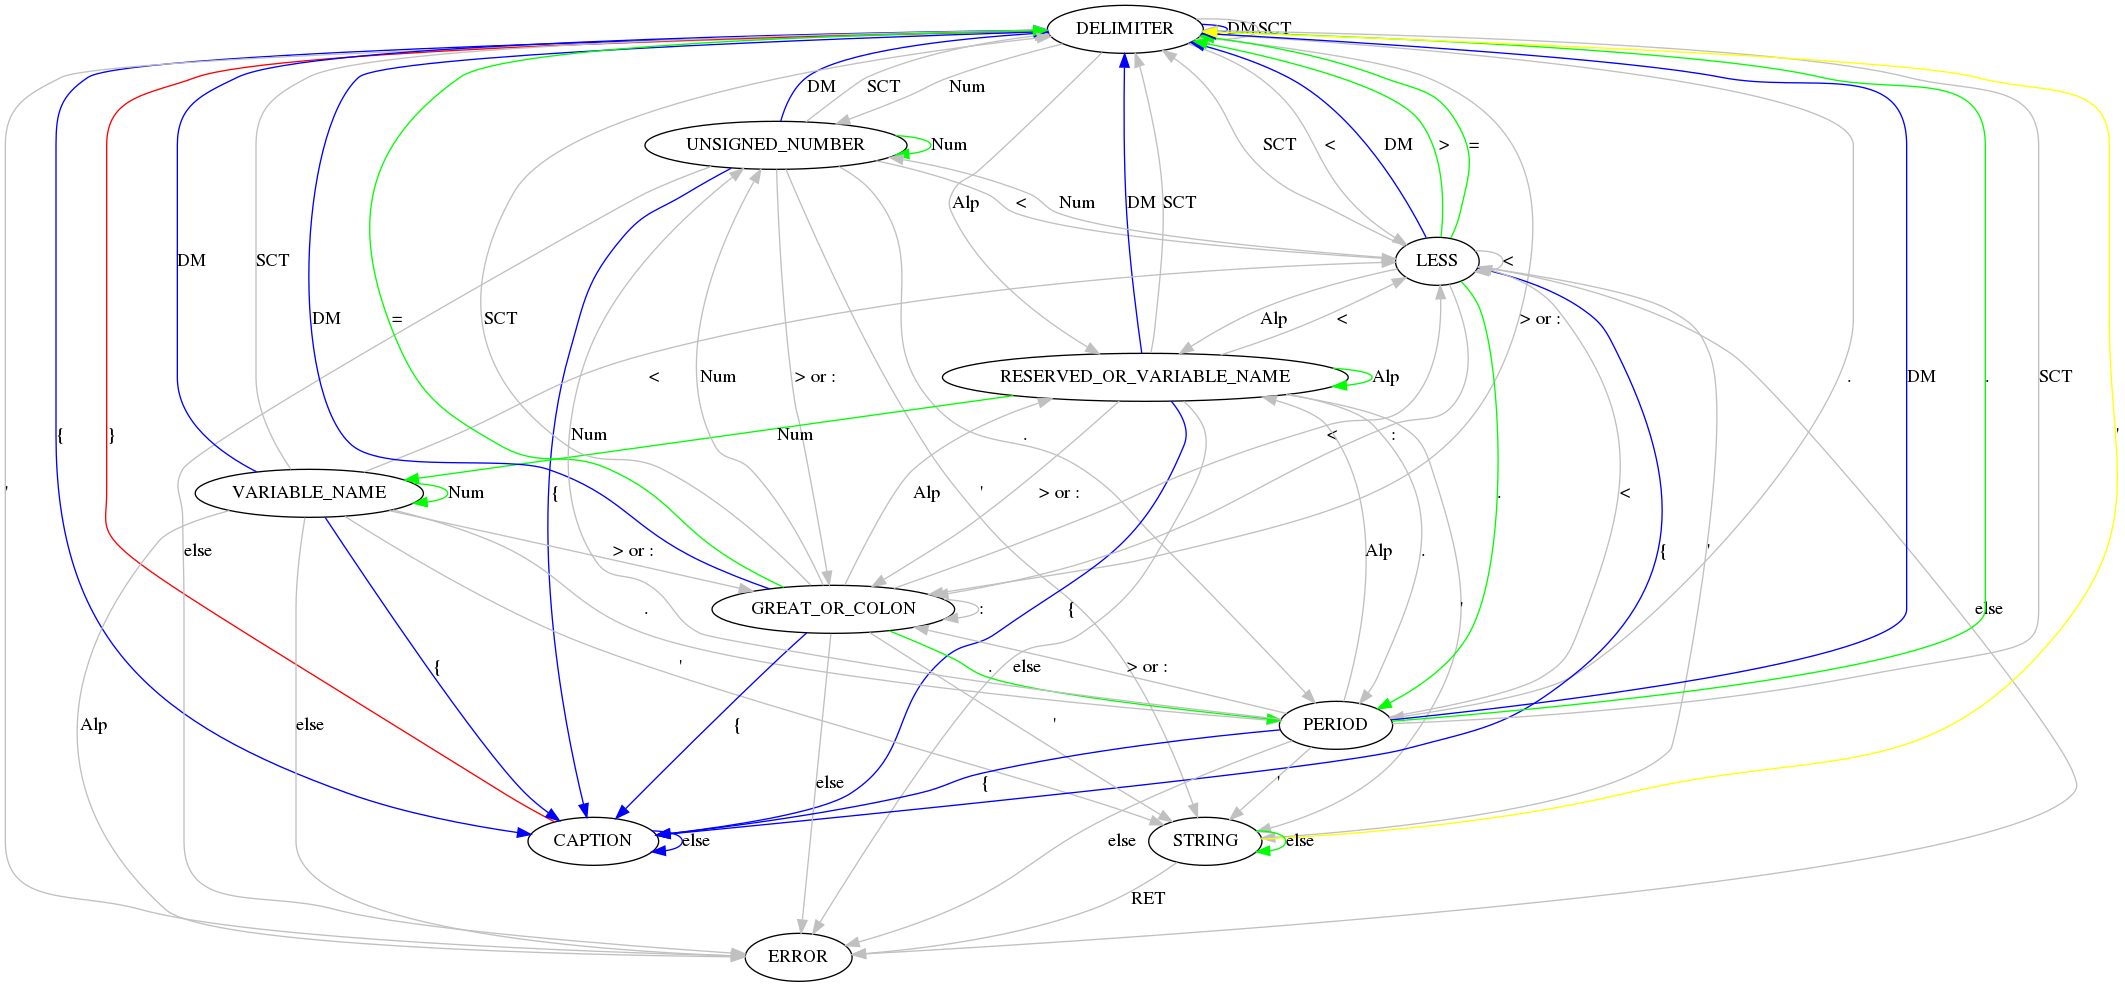 DELIMITER
DM
SCT
DM
SCT
Num
UNSIGNED_NUMBER
Num
SCT
<
DM
>
=
Alp
DM
SCT
<
Num
DM
SCT
LESS
<
DM
=
SCT
Alp
<
> or :
<
Num
> or :
RESERVED_OR_VARIABLE_NAME
Alp
.
DM
.
SCT
{
}
Num
Num
.
<
:
'
'
VARIABLE_NAME
Num
{
Alp
'
> or :
.
<
else
> or :
Alp
.
{
'
GREAT_OR_COLON
:
.
{
'
else
{
'
.
else
> or :
PERIOD
Alp
else
{
else
{
'
CAPTION
else
else
STRING
else
RET
ERROR